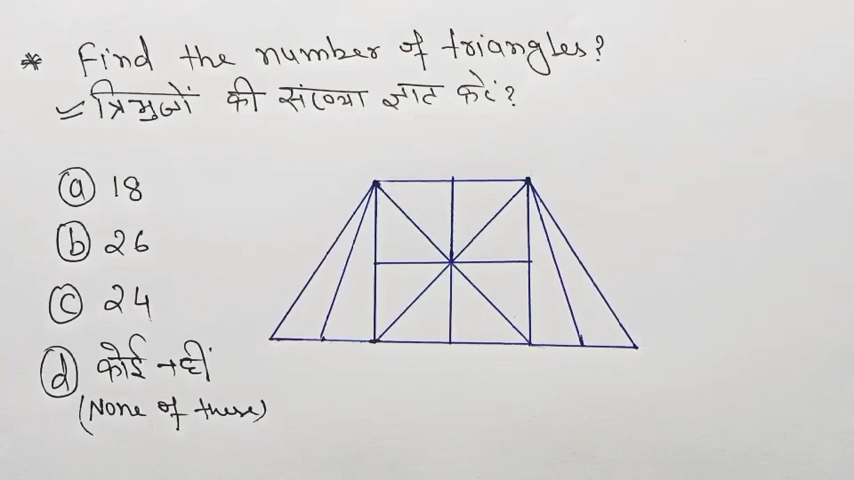 * Find the number of triangles?
त्रिभुजों की संख्या ज्ञात करें?
(a) 18
(b) 26
(c) 24
(d) कोई नहीं
(None of these)